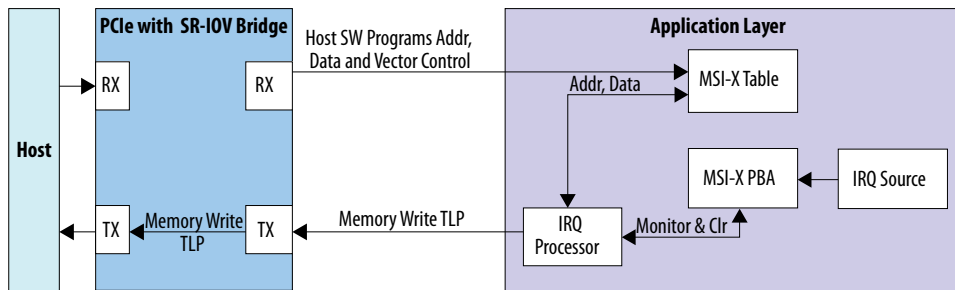 PCIe with SR-IOV Bridge
Application Layer
Host SW Programs Addr,
Data and Vector Control
RX
RX
MSI-X Table
Addr, Data
Host
MSI-X PBA
IRQ Source
TX
Memory Write
TLP
TX
Memory Write TLP
IRQ
Processor
Monitor & Clr